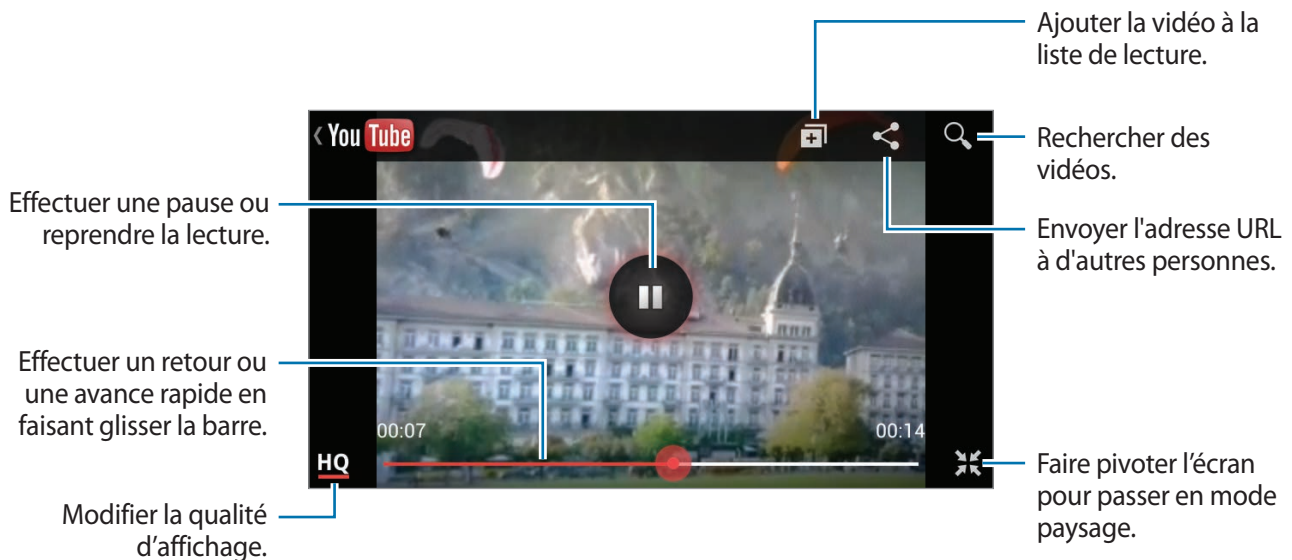 Ajouter la vidéo à la
liste de lecture.
You Tube
Rechercher des
vidéos.
Effectuer une pause ou
reprendre la lecture.
Envoyer l'adresse URL
à d'autres personnes.
Effectuer un retour ou
une avance rapide en
faisant glisser la barre.
00:07
00:14
HQ
Faire pivoter l’écran
pour passer en mode
paysage.
Modifier la qualité
d’affichage.